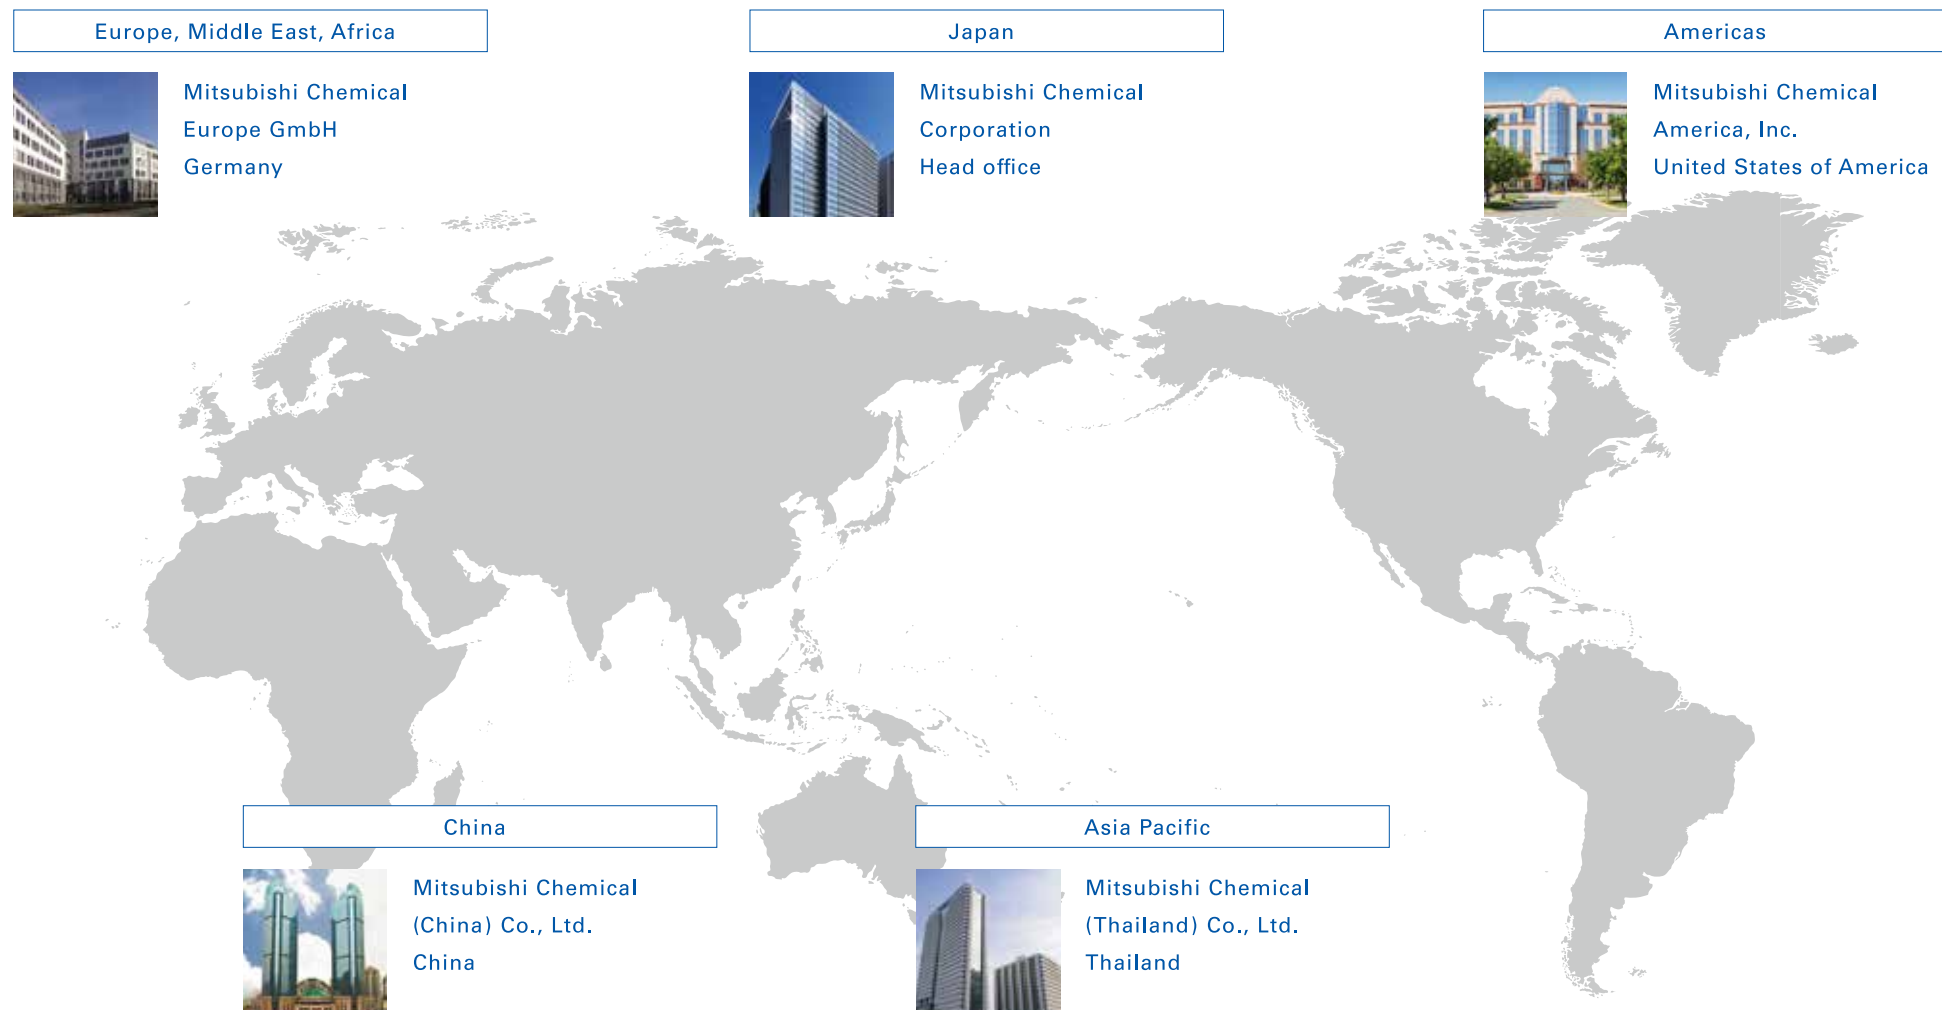 Europe, Middle East, Africa
Mitsubishi Chemical
Europe GmbH
Germany
Japan
Mitsubishi Chemical
Corporation
Head office
Americas
Mitsubishi Chemical
America, Inc.
United States of America
China
Mitsubishi Chemical
(China) Co., Ltd.
China
Asia Pacific
Mitsubishi Chemical
(Thailand) Co., Ltd.
Thailand